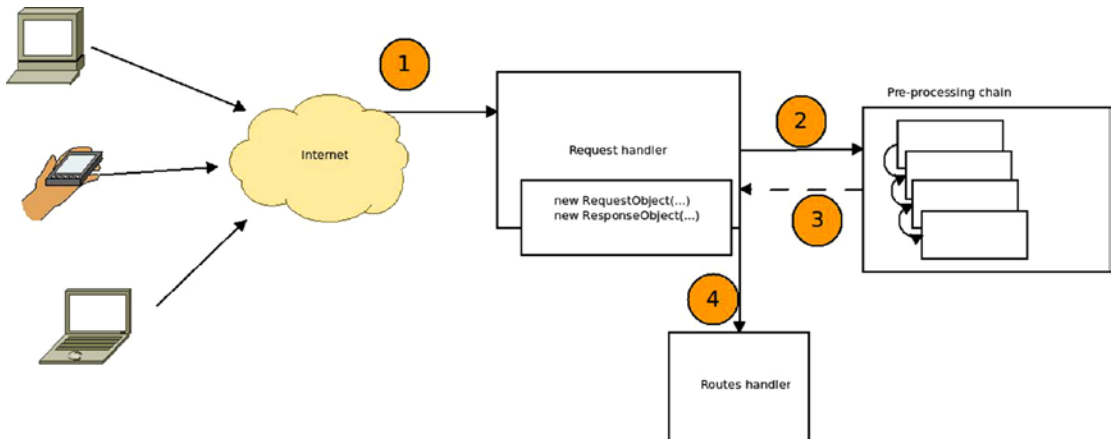 1
Pre-processing chain
2
Internet
Request handler
new RequestObject(...)
new ResponseObject(...)
3
4
Routes handler